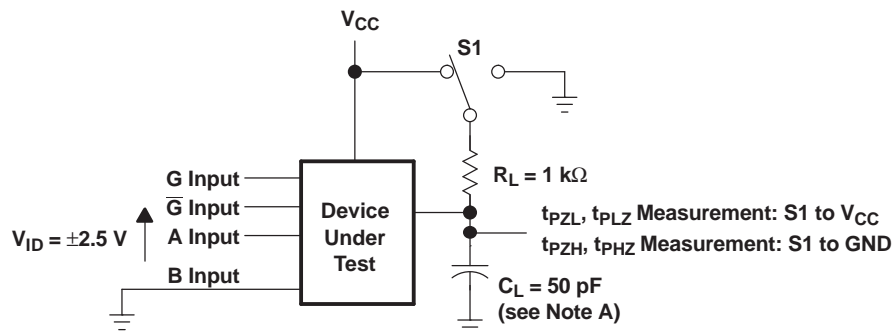 VCC
S1
RL = 1 kΩ
G Input
G̅ Input
VID = ±2.5 V
A Input
B Input
Device
Under
Test
tPZL, tPLZ Measurement: S1 to VCC
tPZH, tPHZ Measurement: S1 to GND
CL = 50 pF
(see Note A)